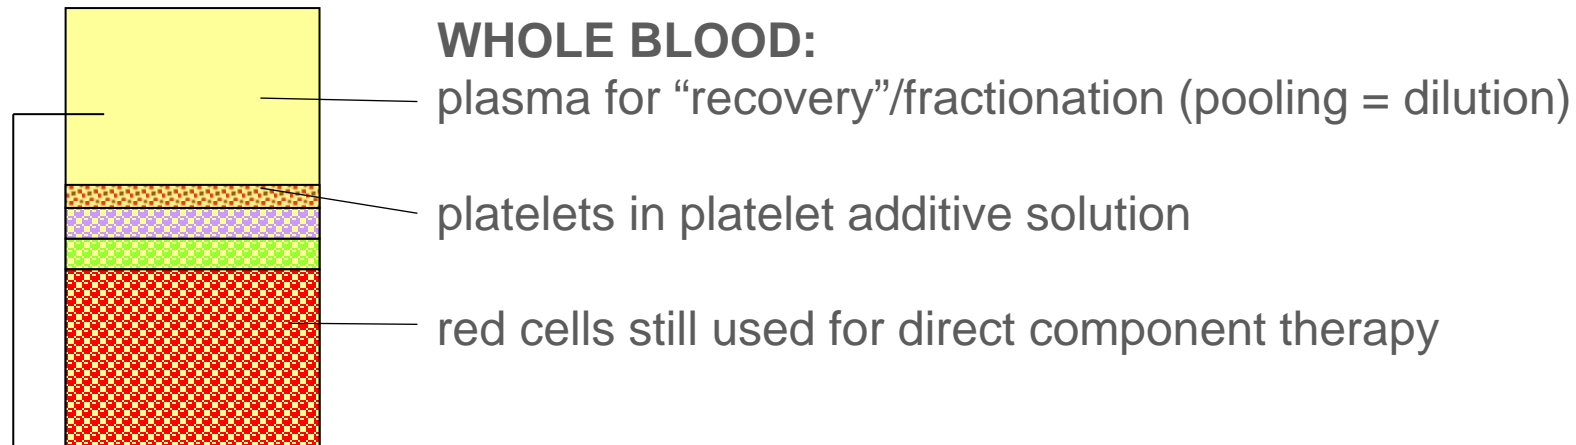 WHOLE BLOOD:
plasma for “recovery”/fractionation (pooling = dilution)
platelets in platelet additive solution
red cells still used for direct component therapy